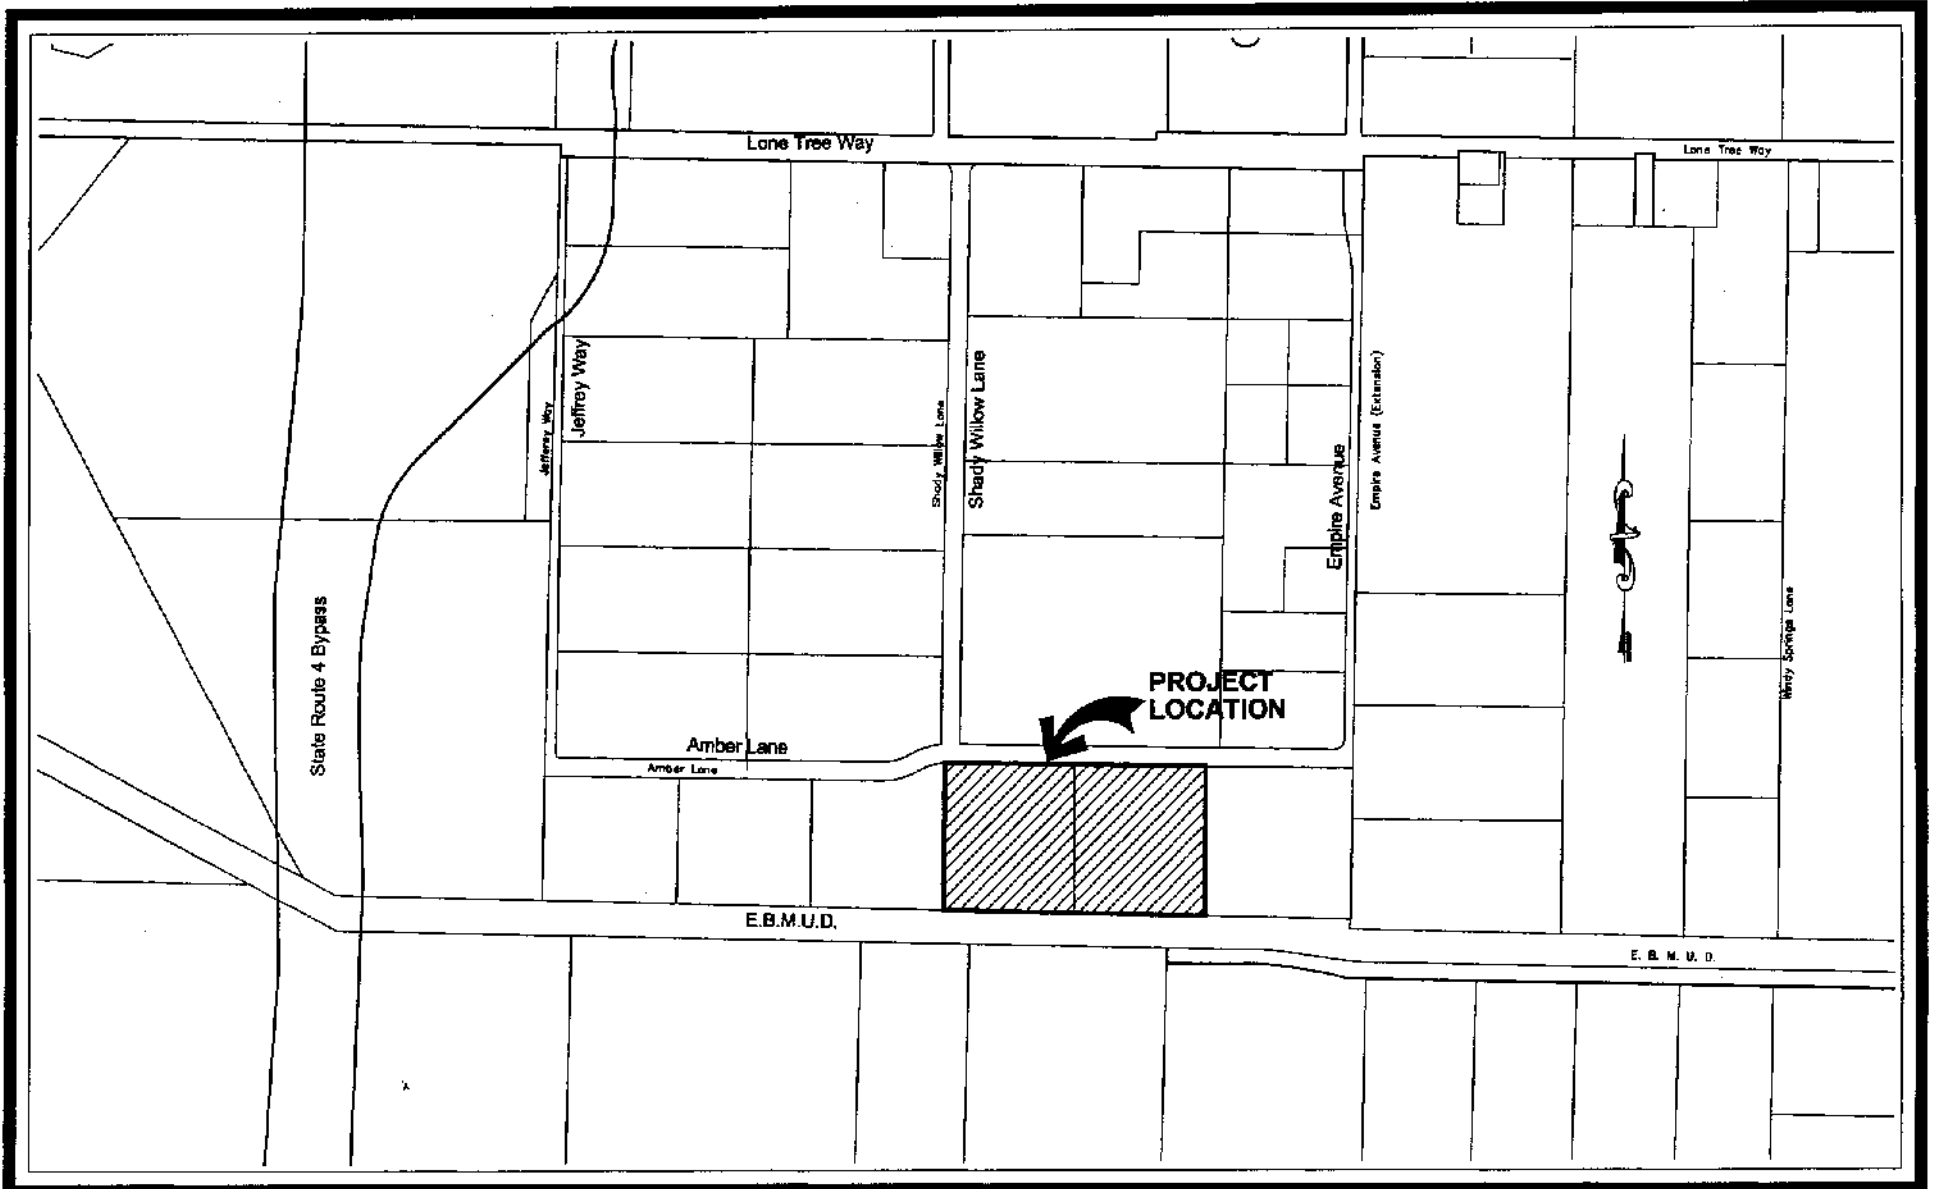 Lone Tree Way
Lone Tree Way
Jeffrey Way
Jeffery Way
Shady Willow Lane
Shady Willow Lane
Empire Avenue
Empire Avenue (Extension)
State Route 4 Bypass
Windy Springs Lane
PROJECT
LOCATION
Amber Lane
Amber Lane
E.B.M.U.D.
E. B. M. U. D.